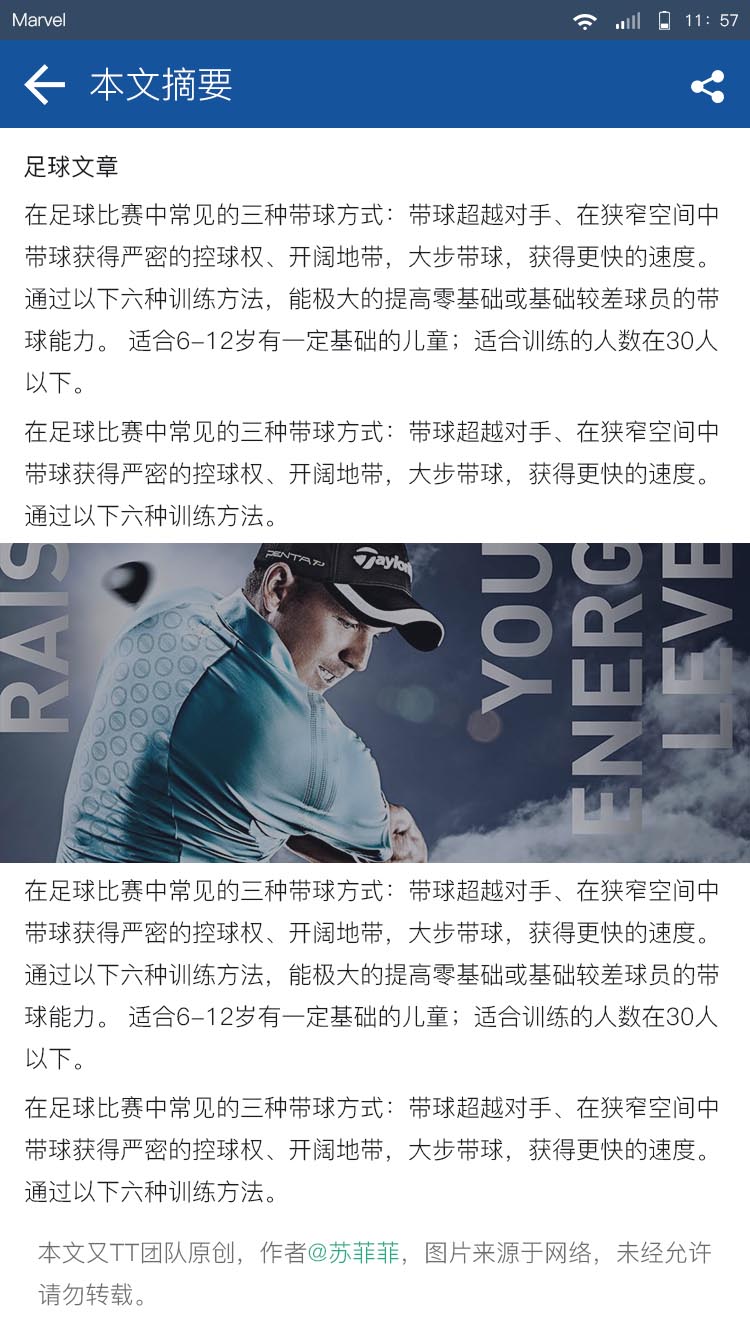 Marvel
11: 57
本文摘要
足球文章
在足球比赛中常见的三种带球方式：带球超越对手、在狭窄空间中
带球获得严密的控球权、开阔地带，大步带球，获得更快的速度。
通过以下六种训练方法，能极大的提高零基础或基础较差球员的带
球能力。 适合6-12岁有一定基础的儿童；适合训练的人数在30人
以下。
在足球比赛中常见的三种带球方式：带球超越对手、在狭窄空间中
带球获得严密的控球权、开阔地带，大步带球，获得更快的速度。
通过以下六种训练方法。
RAIS
PENTA TP
Taylor
YOU
ENERG
LEVE
在足球比赛中常见的三种带球方式：带球超越对手、在狭窄空间中
带球获得严密的控球权、开阔地带，大步带球，获得更快的速度。
通过以下六种训练方法，能极大的提高零基础或基础较差球员的带
球能力。 适合6-12岁有一定基础的儿童；适合训练的人数在30人
以下。
在足球比赛中常见的三种带球方式：带球超越对手、在狭窄空间中
带球获得严密的控球权、开阔地带，大步带球，获得更快的速度。
通过以下六种训练方法。
本文又TT团队原创，作者@苏菲菲，图片来源于网络，未经允许
请勿转载。